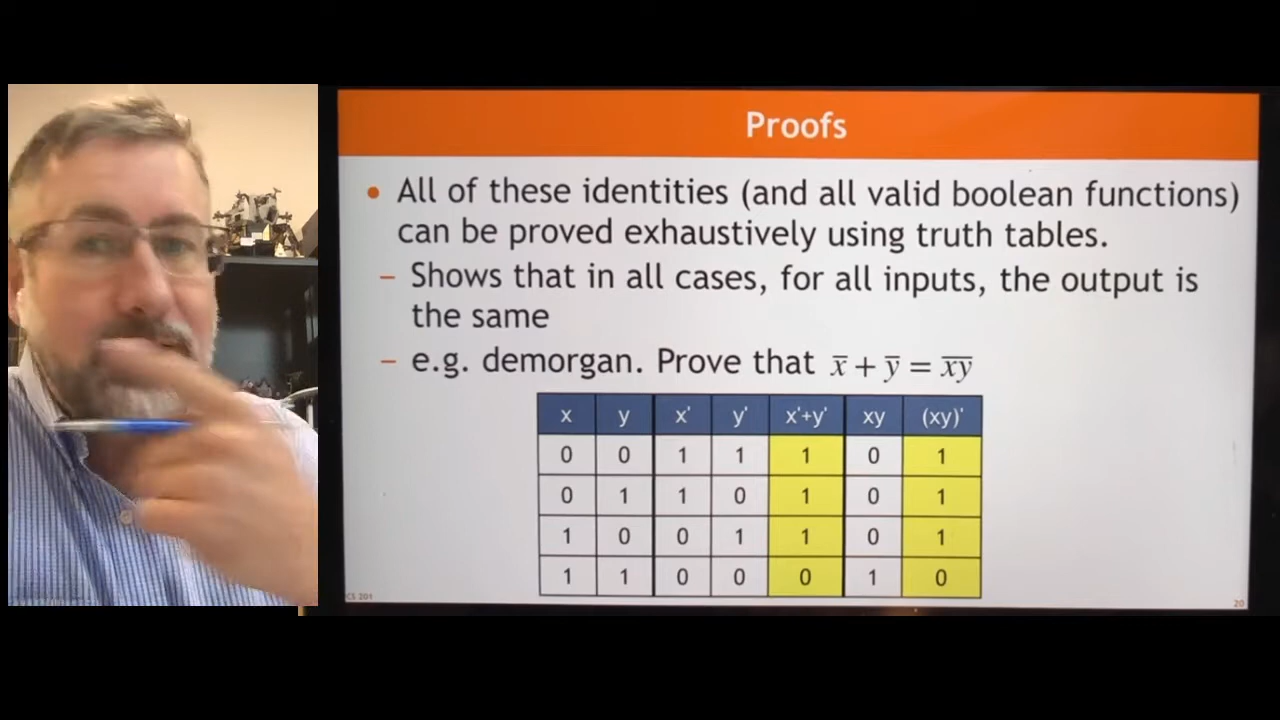 Proofs
• All of these identities (and all valid boolean functions)
can be proved exhaustively using truth tables.
– Shows that in all cases, for all inputs, the output is
the same
– e.g. demorgan. Prove that x̅ + y̅ = x̅y̅
x y x' y' x'+y' xy (xy)'
0 0 1 1 1 0 1
0 1 1 0 1 0 1
1 0 0 1 1 0 1
1 1 0 0 0 1 0
CS 201
20